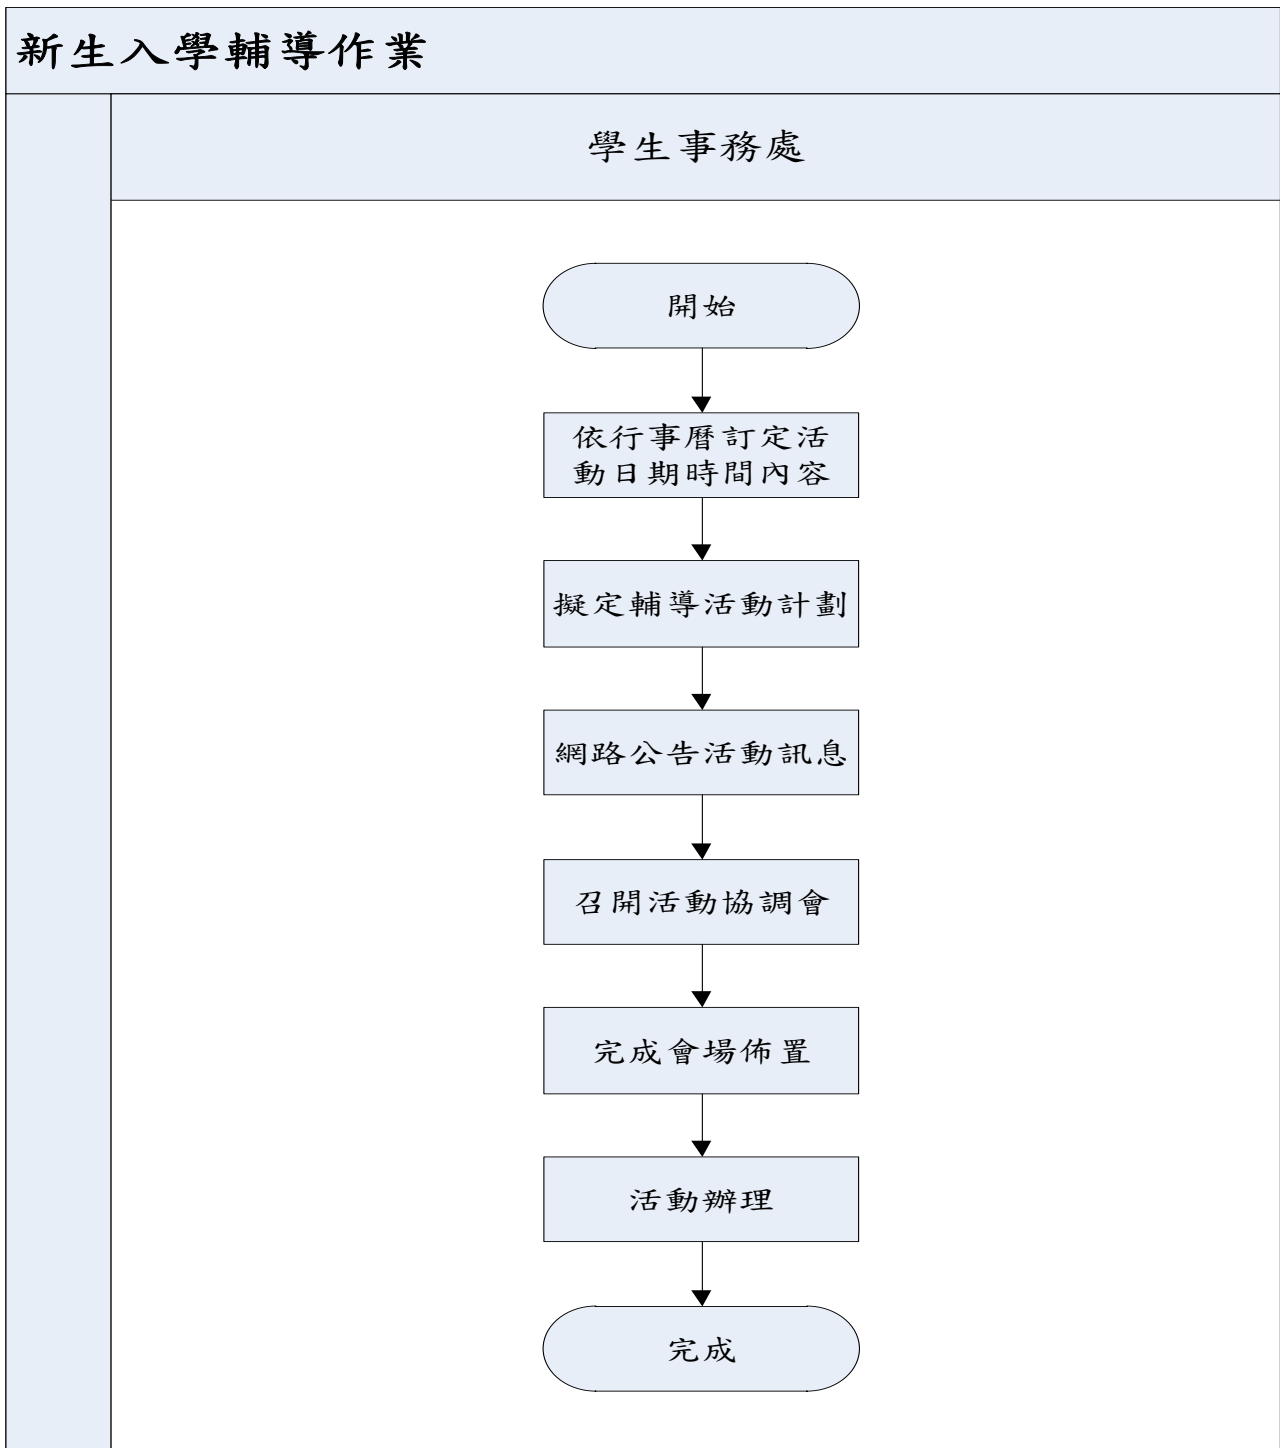 新生入學輔導作業
學生事務處
開始
依行事曆訂定活
動日期時間內容
擬定輔導活動計劃
網路公告活動訊息
召開活動協調會
完成會場佈置
活動辦理
完成